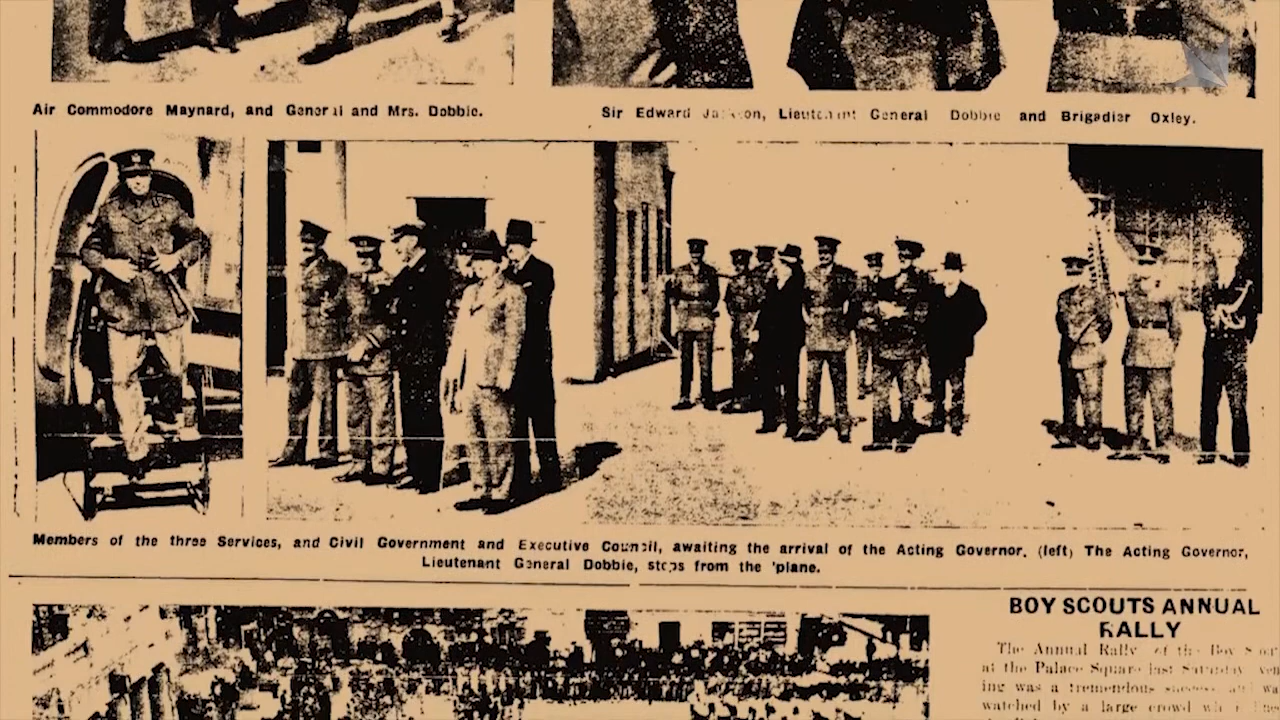 Air Commodore Maynard, and General and Mrs. Dobbie.
Sir Edward Jackson, Lieutenant General Dobbie and Brigadier Oxley.
Members of the three Services, and Civil Government and Executive Council, awaiting the arrival of the Acting Governor. (left) The Acting Governor,
Lieutenant General Dobbie, steps from the 'plane.
BOY SCOUTS ANNUAL
RALLY
The Annual Rally of the Boy
at the Palace Square last Saturday
ing was a tremendous success,
watched by a large crowd